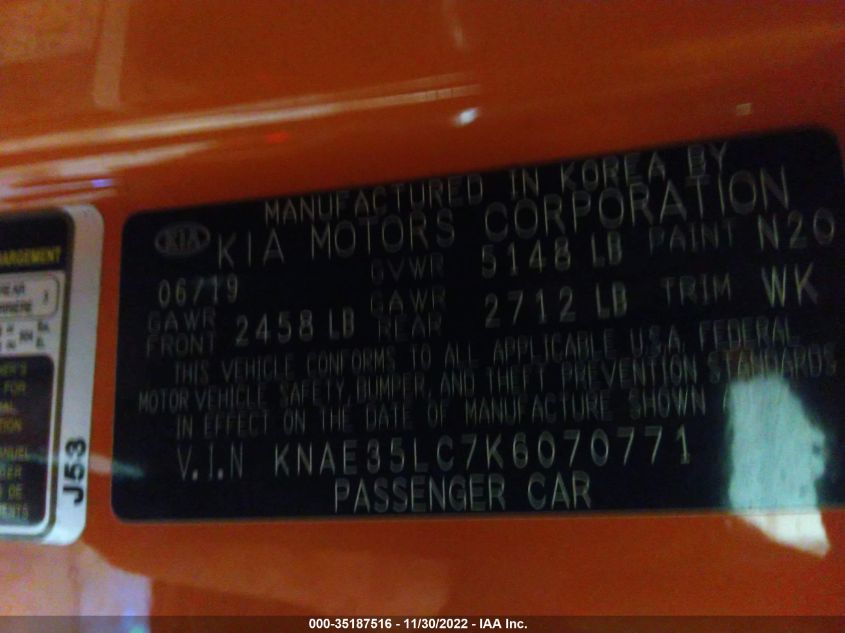 MANUFACTURED IN KOREA BY
KIA KIA MOTORS CORPORATION
06/19 GVWR 5148 LB PAINT N20
GAWR FRONT 2458 LB GAWR REAR 2712 LB TRIM WK
THIS VEHICLE CONFORMS TO ALL APPLICABLE U.S.A. FEDERAL
MOTOR VEHICLE SAFETY, BUMPER, AND THEFT PREVENTION STANDARDS
IN EFFECT ON THE DATE OF MANUFACTURE SHOWN
V.I.N KNAE35LC7K6070771
PASSENGER CAR
ARGEMENT
FOR
J53
000-35187516 - 11/30/2022 - IAA Inc.